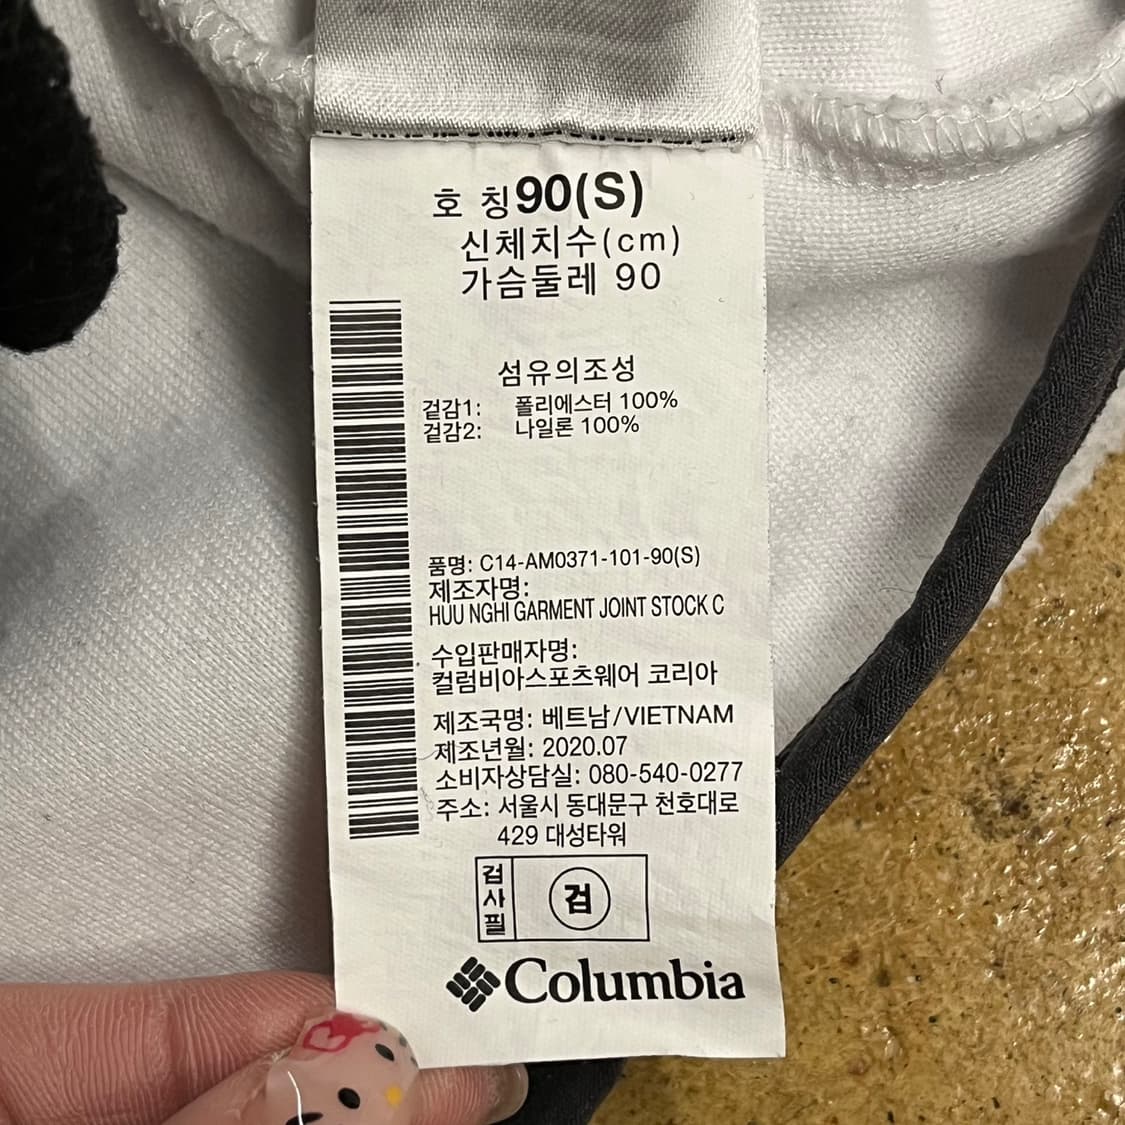 호 칭 90(S)
신체치수(cm)
가슴둘레 90
섬유의조성
겉감1: 폴리에스터 100%
겉감2: 나일론 100%
품명: C14-AM0371-101-90(S)
제조자명:
HUU NGHI GARMENT JOINT STOCK C
수입판매자명:
컬럼비아스포츠웨어 코리아
제조국명: 베트남/VIETNAM
제조년월: 2020.07
소비자상담실: 080-540-0277
주소: 서울시 동대문구 천호대로
429 대성타워
검사필 검
Columbia